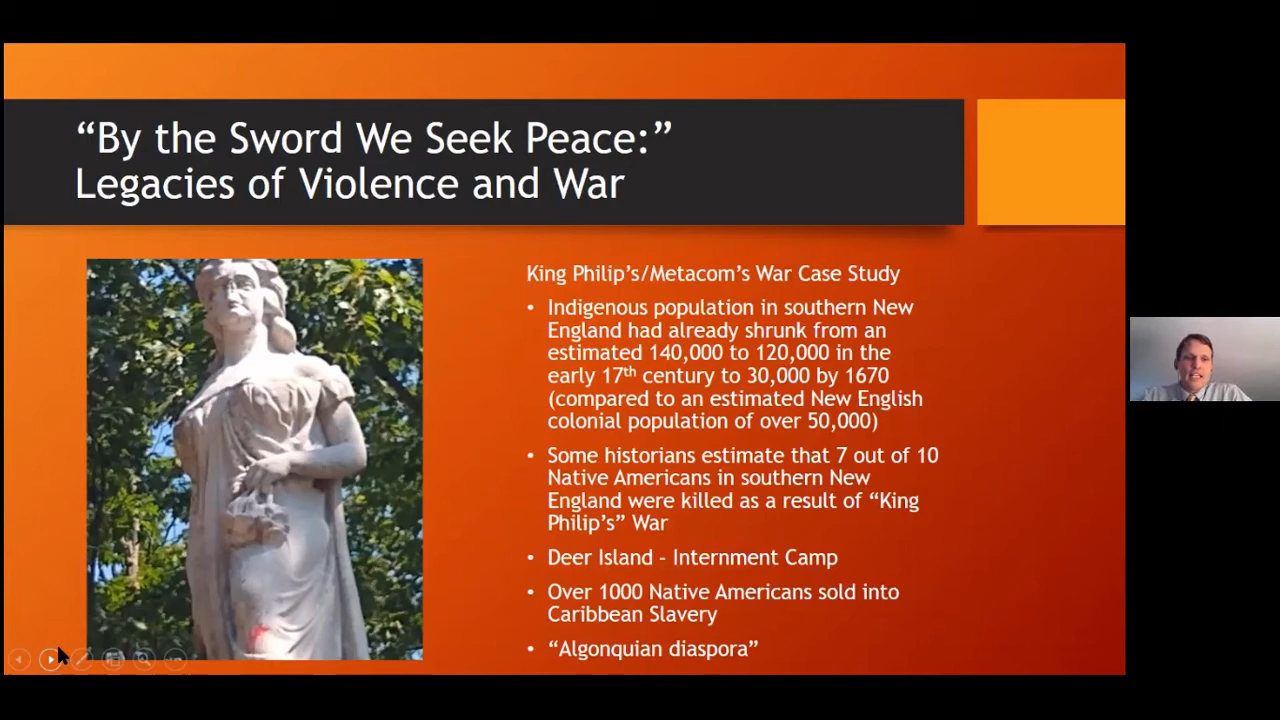 “By the Sword We Seek Peace:”
Legacies of Violence and War
King Philip’s/Metacom’s War Case Study
• Indigenous population in southern New
England had already shrunk from an
estimated 140,000 to 120,000 in the
early 17th century to 30,000 by 1670
(compared to an estimated New English
colonial population of over 50,000)
• Some historians estimate that 7 out of 10
Native Americans in southern New
England were killed as a result of “King
Philip’s” War
• Deer Island – Internment Camp
• Over 1000 Native Americans sold into
Caribbean Slavery
• “Algonquian diaspora”